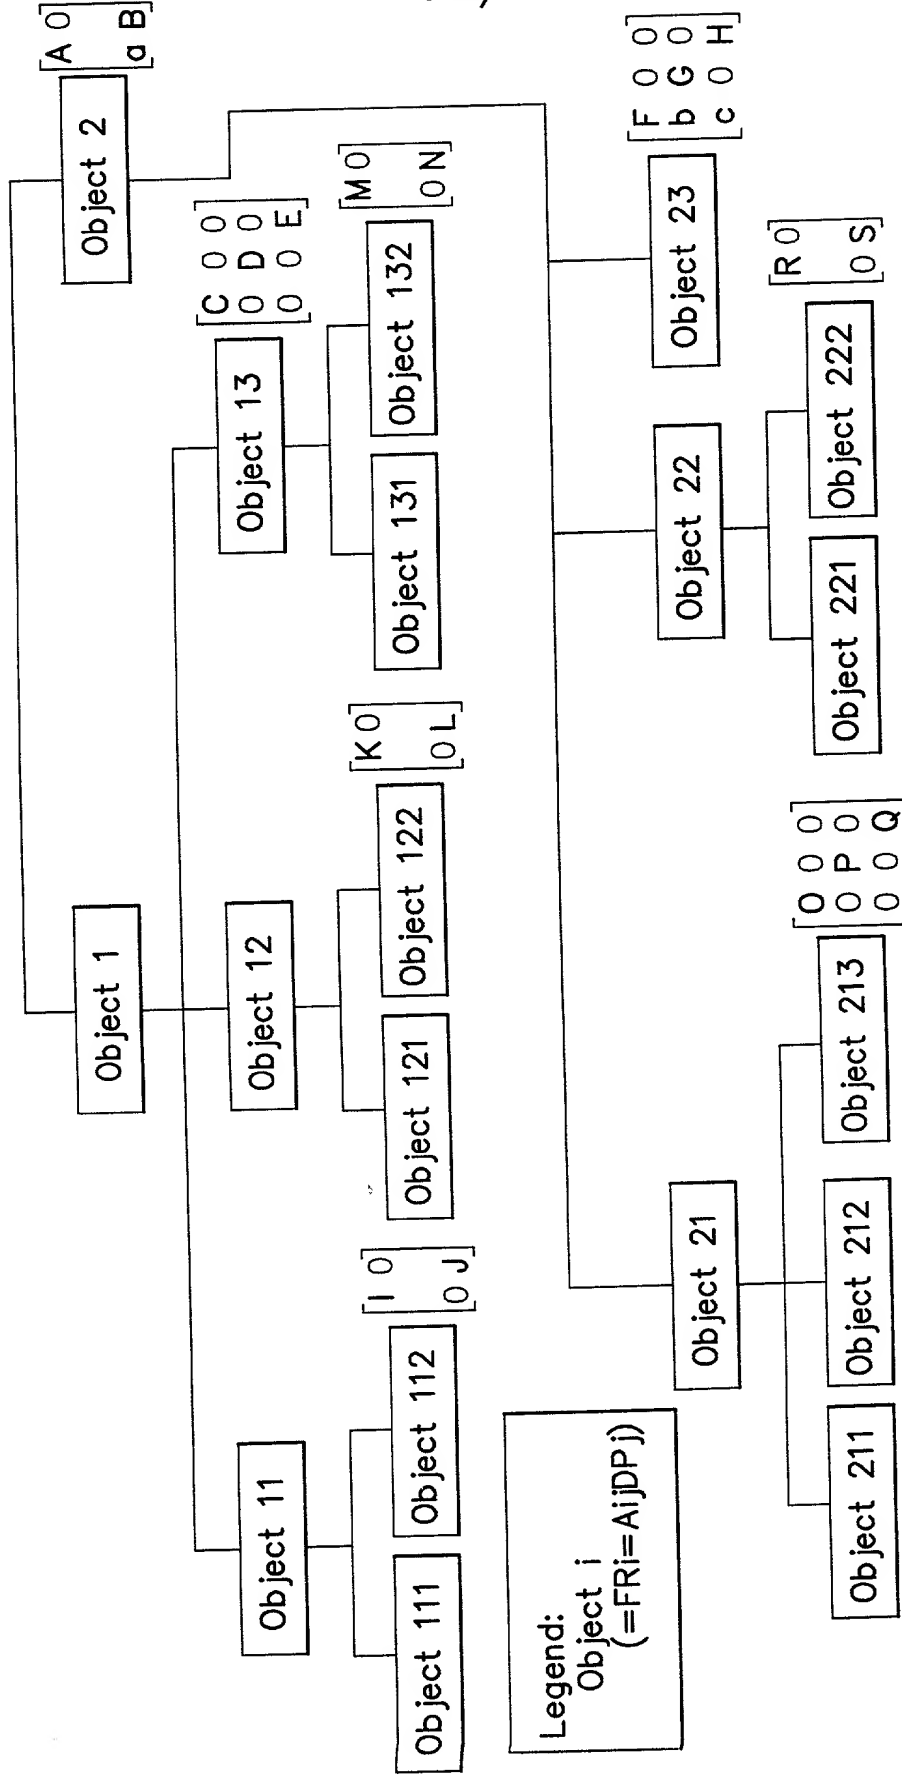 Object 1
Object 2
A 0
a B
Object 11
Object 12
Object 13
C 0 0
0 D 0
0 0 E
Object 111
Object 112
I 0
0 J
Object 121
Object 122
K 0
0 L
Object 131
Object 132
M 0
0 N
Legend:
Object i
(=FRi=AijDPj)
Object 21
Object 22
Object 23
F 0 0
b G 0
c 0 H
Object 211
Object 212
Object 213
O 0 0
0 P 0
0 0 Q
Object 221
Object 222
R 0
0 S